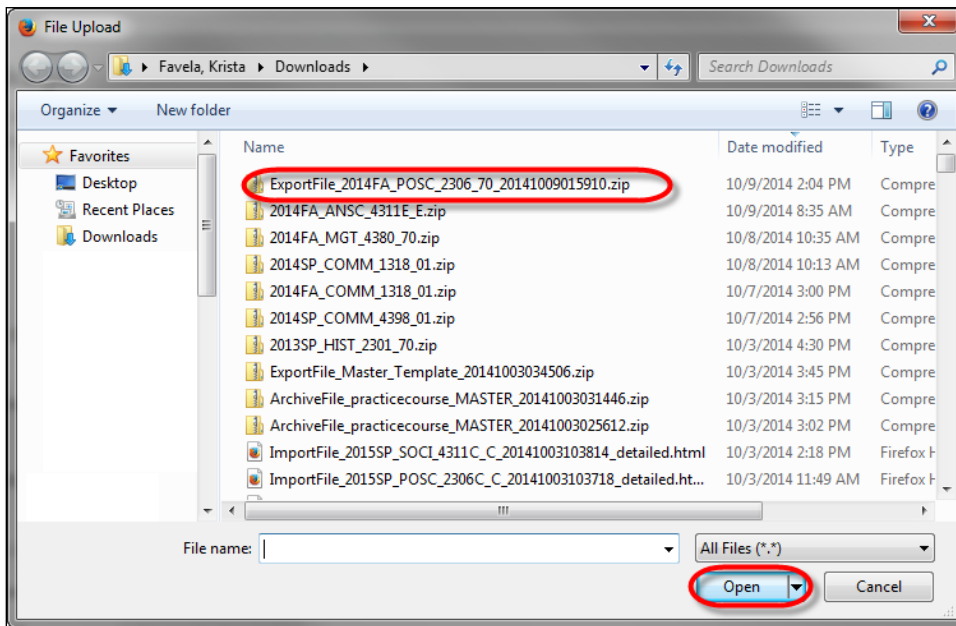 File Upload
Favela, Krista Downloads
Search Downloads
Organize New folder
Favorites
Desktop
Recent Places
Downloads
Name Date modified Type
ExportFile_2014FA_POSC_2306_70_20141009015910.zip 10/9/2014 2:04 PM Compre
2014FA_ANSC_4311E_E.zip 10/9/2014 8:35 AM Compre
2014FA_MGT_4380_70.zip 10/8/2014 10:35 AM Compre
2014SP_COMM_1318_01.zip 10/8/2014 10:13 AM Compre
2014FA_COMM_1318_01.zip 10/7/2014 3:00 PM Compre
2014SP_COMM_4398_01.zip 10/7/2014 2:56 PM Compre
2013SP_HIST_2301_70.zip 10/3/2014 4:30 PM Compre
ExportFile_Master_Template_20141003034506.zip 10/3/2014 3:45 PM Compre
ArchiveFile_practicecourse_MASTER_20141003031446.zip 10/3/2014 3:15 PM Compre
ArchiveFile_practicecourse_MASTER_20141003025612.zip 10/3/2014 3:02 PM Compre
ImportFile_2015SP_SOCI_4311C_C_20141003103814_detailed.html 10/3/2014 2:18 PM Firefox H
ImportFile_2015SP_POSC_2306C_C_20141003103718_detailed.ht... 10/3/2014 11:49 AM Firefox H
File name: All Files (*.*)
Open Cancel